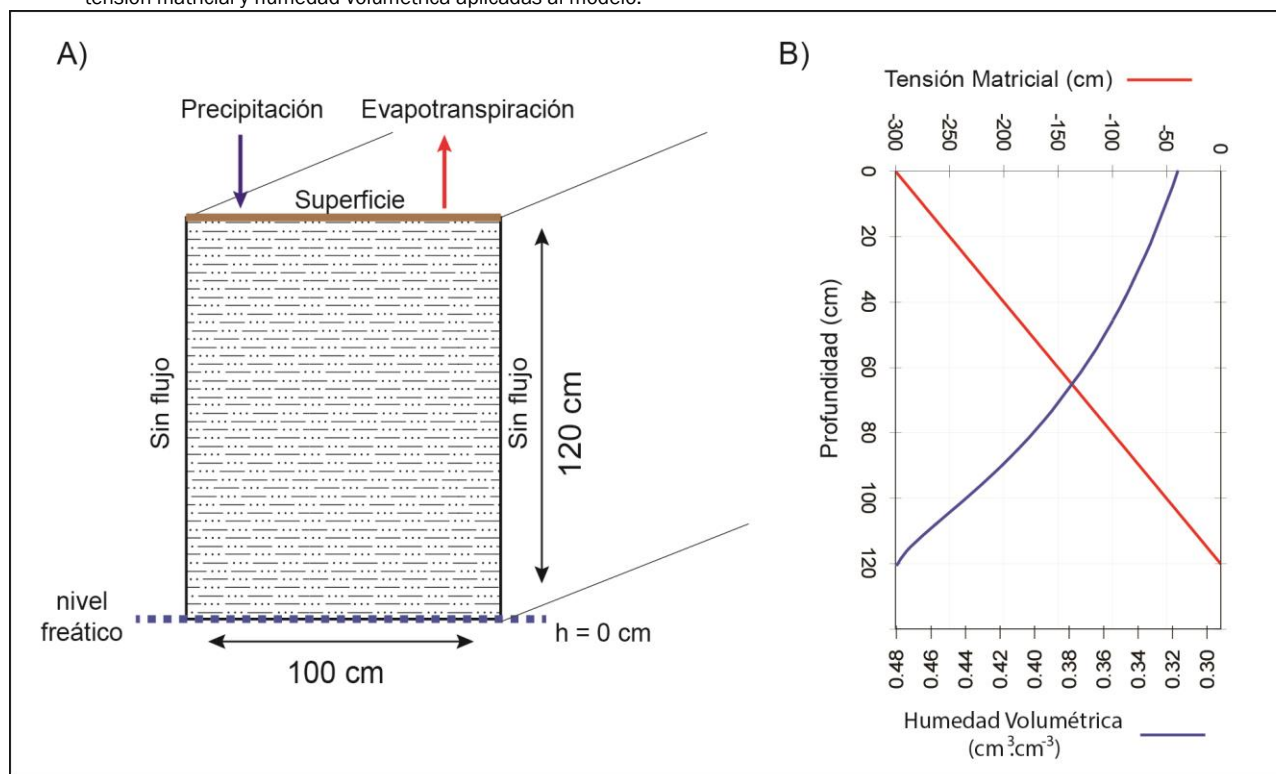 tensión matricial y humedad volumétrica aplicadas al modelo.
A)
Precipitación
Evapotranspiración
Superficie
Sin flujo
Sin flujo
120 cm
nivel
freático
h = 0 cm
100 cm
B)
Tensión Matricial (cm)
-300
-250
-200
-150
-100
-50
0
Profundidad (cm)
0
20
40
60
80
100
120
0.48
0.46
0.44
0.42
0.40
0.38
0.36
0.34
0.32
0.30
Humedad Volumétrica
(cm³.cm⁻³)